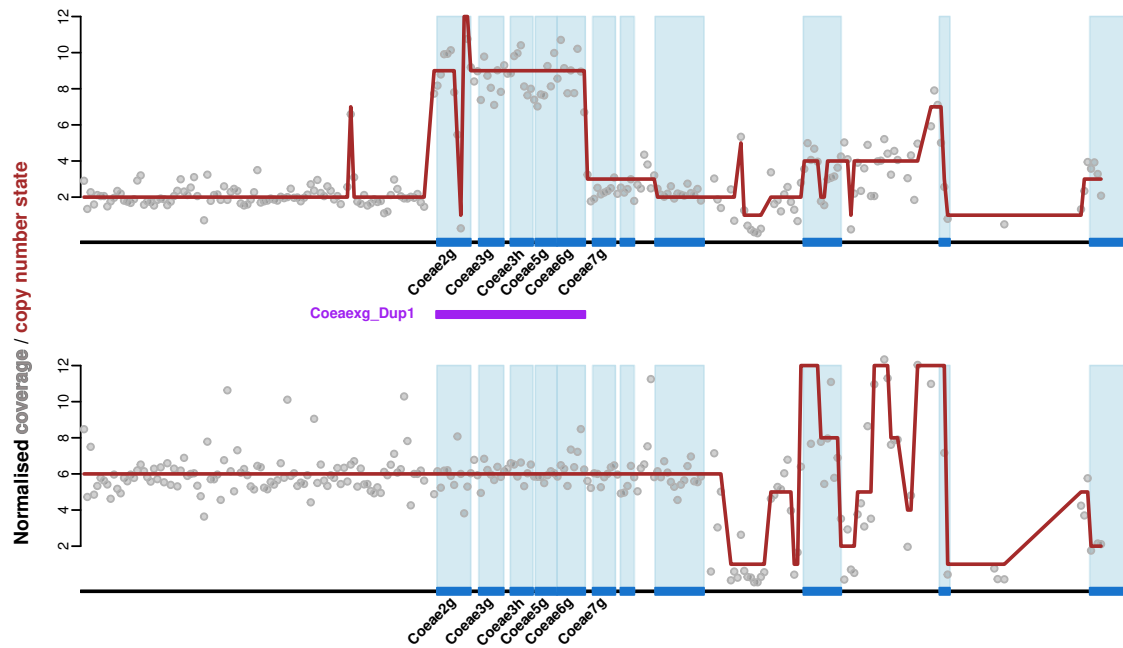 Normalised coverage / copy number state
12
10
8
6
4
2
Coeae2g
Coeae3g
Coeae3h
Coeae5g
Coeae6g
Coeae7g
Coeaexg_Dup1
12
10
8
6
4
2
Coeae2g
Coeae3g
Coeae3h
Coeae5g
Coeae6g
Coeae7g